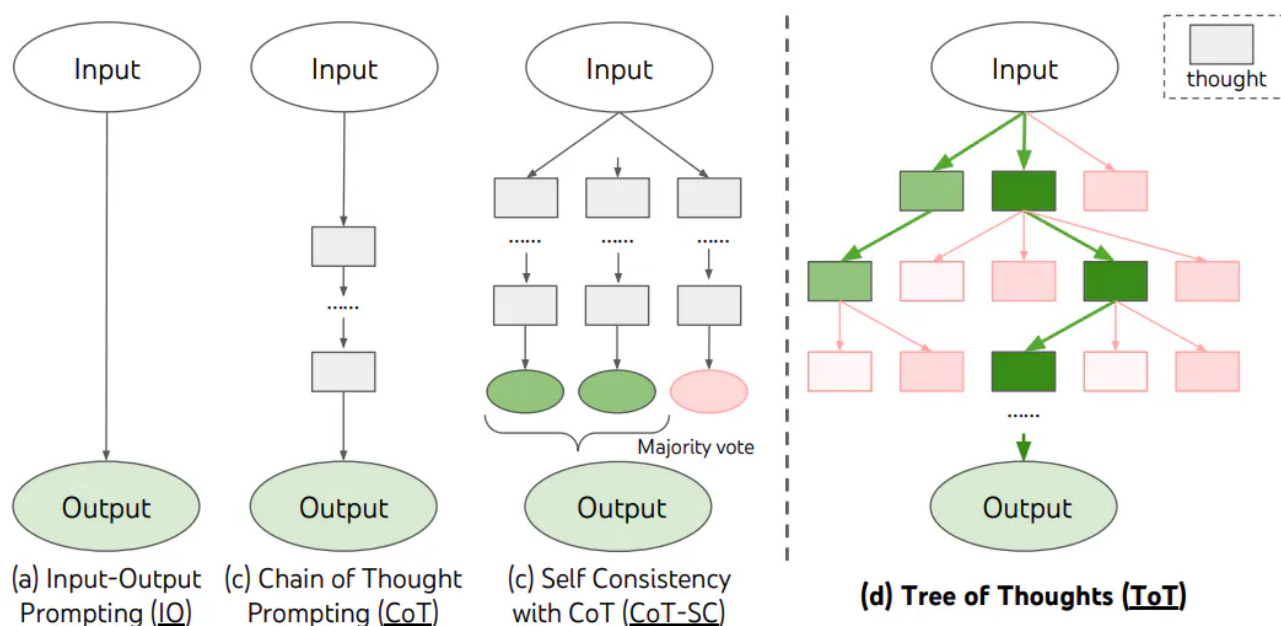 Input
Input
Input
Input
thought
......
......
......
......
......
Majority vote
Output
Output
Output
Output
(a) Input-Output
Prompting (IO)
(c) Chain of Thought
Prompting (CoT)
(c) Self Consistency
with CoT (CoT-SC)
(d) Tree of Thoughts (ToT)